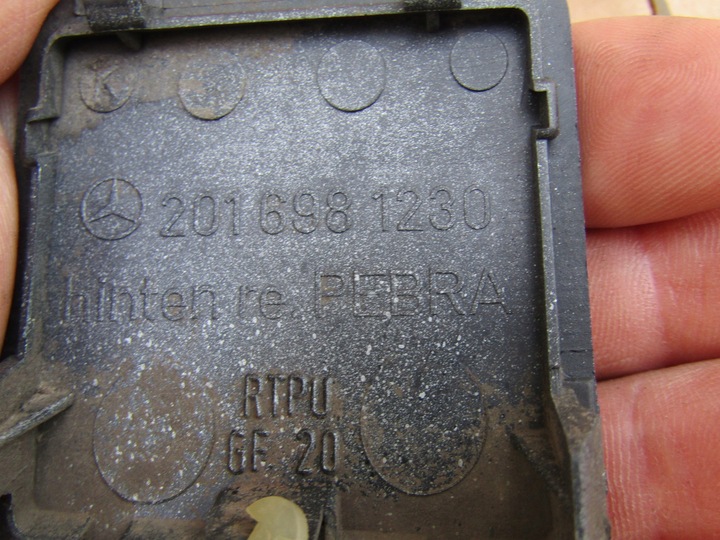 K
201 698 1230
hinten re PEBRA
RTPU
GF 20